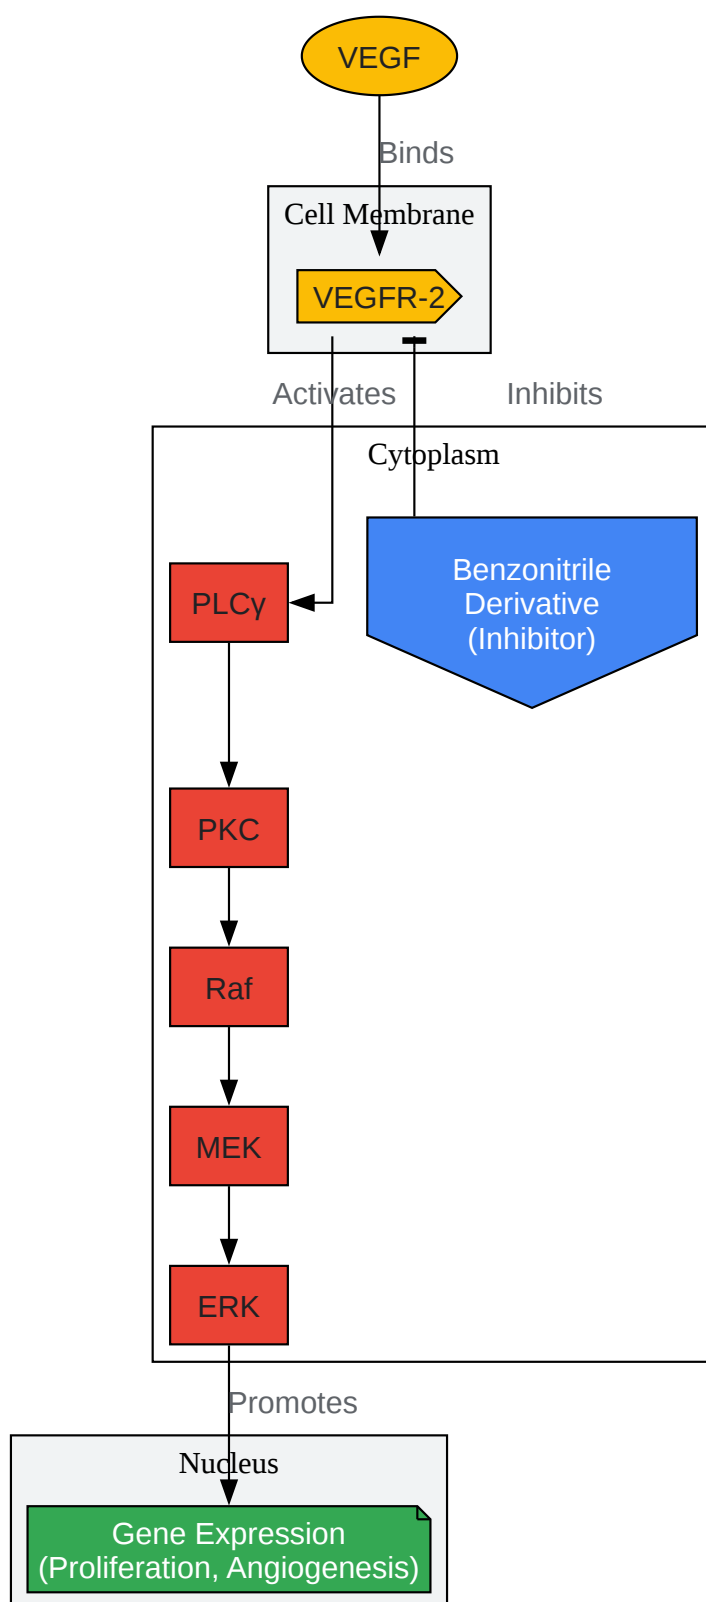 VEGF
Binds
Cell Membrane
VEGFR-2
Activates
Inhibits
Cytoplasm
Benzonitrile
Derivative
(Inhibitor)
PLCγ
PKC
Raf
MEK
ERK
Promotes
Nucleus
Gene Expression
(Proliferation, Angiogenesis)